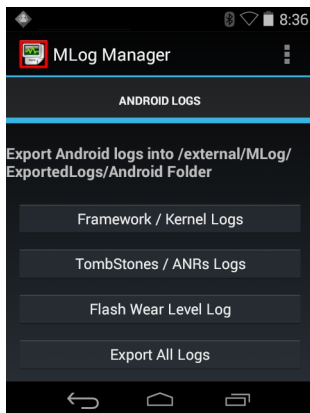 8:36
MLog Manager
ANDROID LOGS
Export Android logs into /external/MLog/
ExportedLogs/Android Folder
Framework / Kernel Logs
TombStones / ANRs Logs
Flash Wear Level Log
Export All Logs